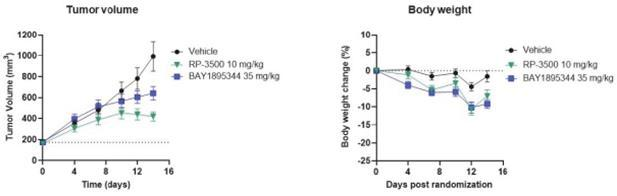 Tumor volume
Tumor Volume (mm³)
1200
1000
800
600
400
200
0
0 4 8 12 16
Time (days)
Vehicle
RP-3500 10 mg/kg
BAY1895344 35 mg/kg
Body weight
Body weight change (%)
10
5
0
-5
-10
-15
-20
-25
0 4 8 12 16
Days post randomization
Vehicle
RP-3500 10 mg/kg
BAY1895344 35 mg/kg